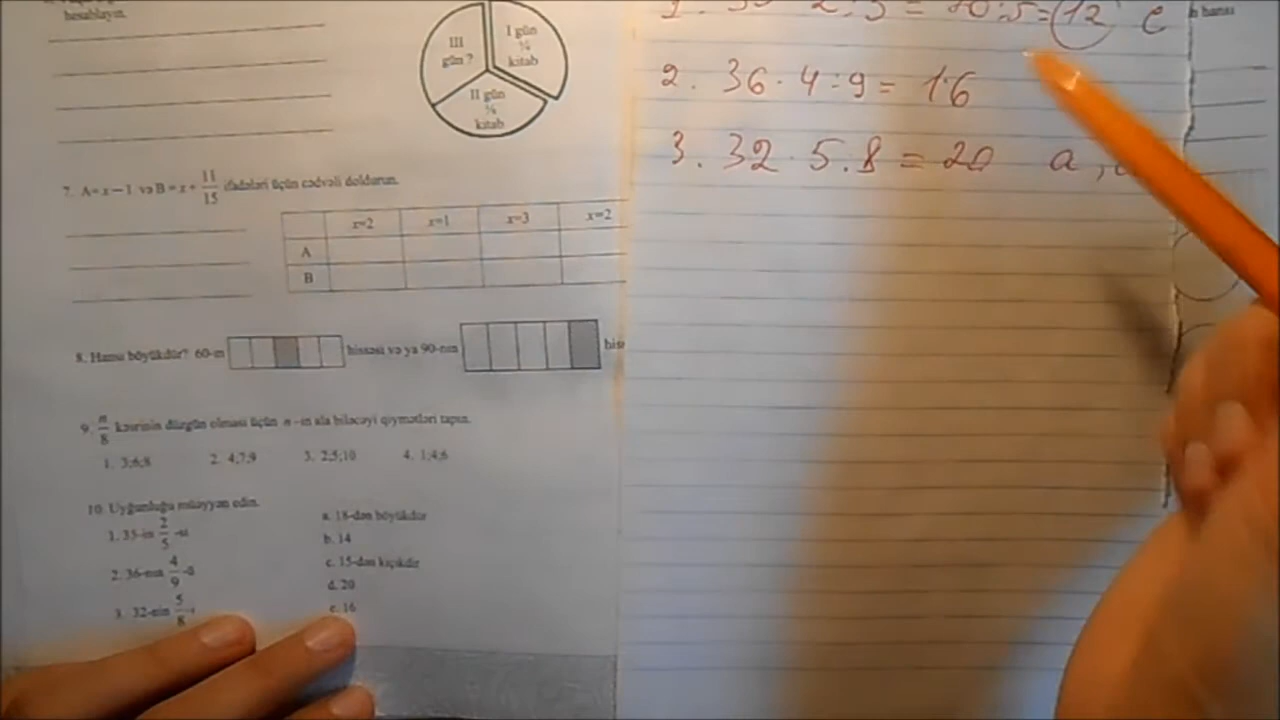 hesablayın.
III gün ?
I gün ¼ kitab
II gün kitab
7. A= x – 1 və B = x + 11/15 ifadələri üçün cədvəli doldurun.
x=2 x=1 x=3 x=2
A
B
8. Hansı böyükdür? 60-ın hissəsi və ya 90-nın
9. n/8 kəsrinin düzgün olması üçün n -in ala biləcəyi qiymətləri tapın.
1. 3;6;8 2. 4;7;9 3. 2;5;10 4. 1;4;6
10. Uyğunluğu müəyyən edin.
1. 35-in 2/5 -si
2. 36-nın 4/9 -ü
3. 32-nin 5/8 -i
a. 18-dən böyükdür
b. 14
c. 15-dən kiçikdir
d. 20
e. 16
2. 36 · 4 : 9 = 16
3. 32 · 5 . 8 = 20 a ,